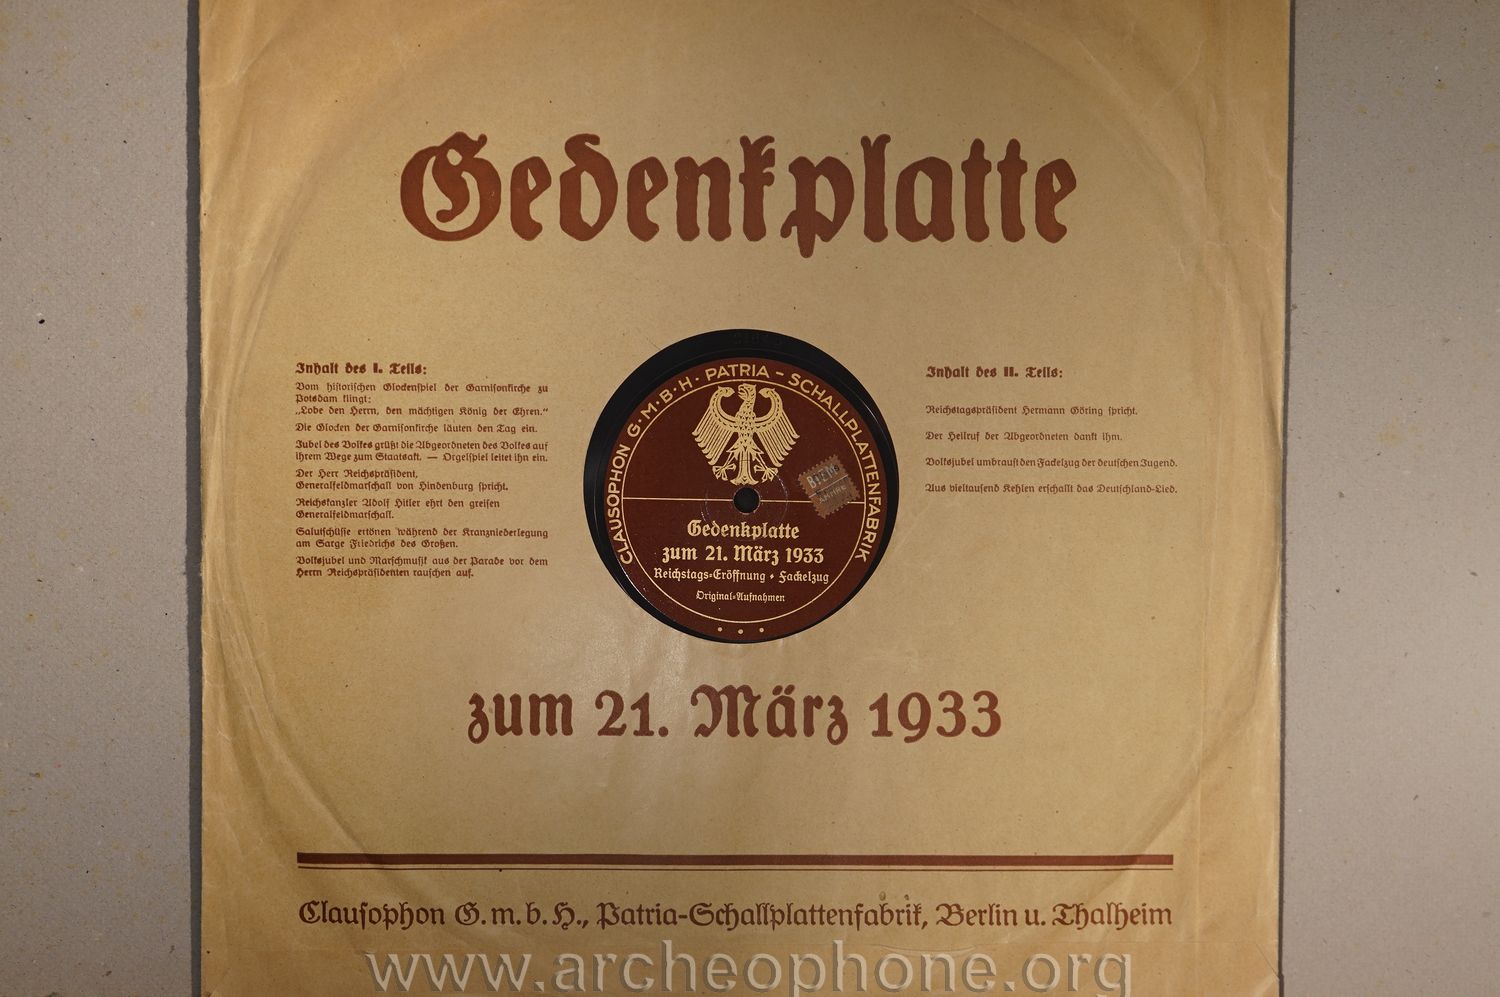 Gedenkplatte
Inhalt des I. Teils:
Vom historischen Glockenspiel der Garnisonkirche zu
Potsdam klingt:
„Lobe den Herrn, den mächtigen König der Ehren.“
Die Glocken der Garnisonkirche läuten den Tag ein.
Jubel des Volkes grüßt die Abgeordneten des Volkes auf
ihrem Wege zum Staatsakt. — Orgelspiel leitet ihn ein.
Der Herr Reichspräsident,
Generalfeldmarschall von Hindenburg spricht.
Reichskanzler Adolf Hitler ehrt den greisen
Generalfeldmarschall.
Salutschüsse ertönen während der Kranzniederlegung
am Sarge Friedrichs des Großen.
Volksjubel und Marschmusik aus der Parade vor dem
Herrn Reichspräsidenten rauschen auf.
CLAUSOPHON G·M·B·H· PATRIA - SCHALLPLATTENFABRIK
Gedenkplatte
zum 21. März 1933
Reichstags=Eröffnung • Fackelzug
Original=Aufnahmen
Inhalt des II. Teils:
Reichstagspräsident Hermann Göring spricht.
Der Heilruf der Abgeordneten dankt ihm.
Volksjubel umbraust den Fackelzug der deutschen Jugend.
Aus vieltausend Kehlen erschallt das Deutschland-Lied.
zum 21. März 1933
Clausophon G.m.b.H., Patria-Schallplattenfabrik, Berlin u. Thalheim
www.archeophone.org